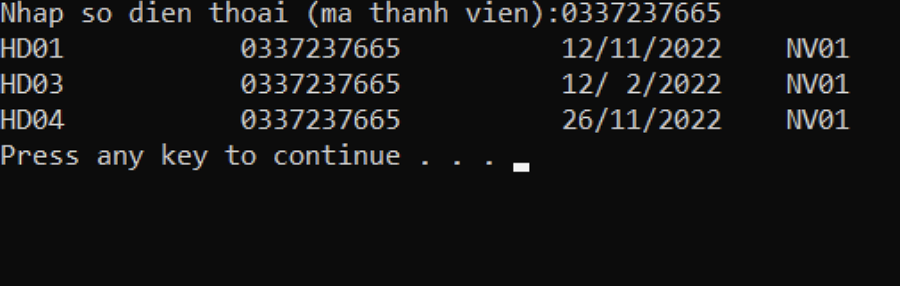 Nhap so dien thoai (ma thanh vien):0337237665
HD01           0337237665          12/11/2022    NV01
HD03           0337237665          12/ 2/2022    NV01
HD04           0337237665          26/11/2022    NV01
Press any key to continue . . .